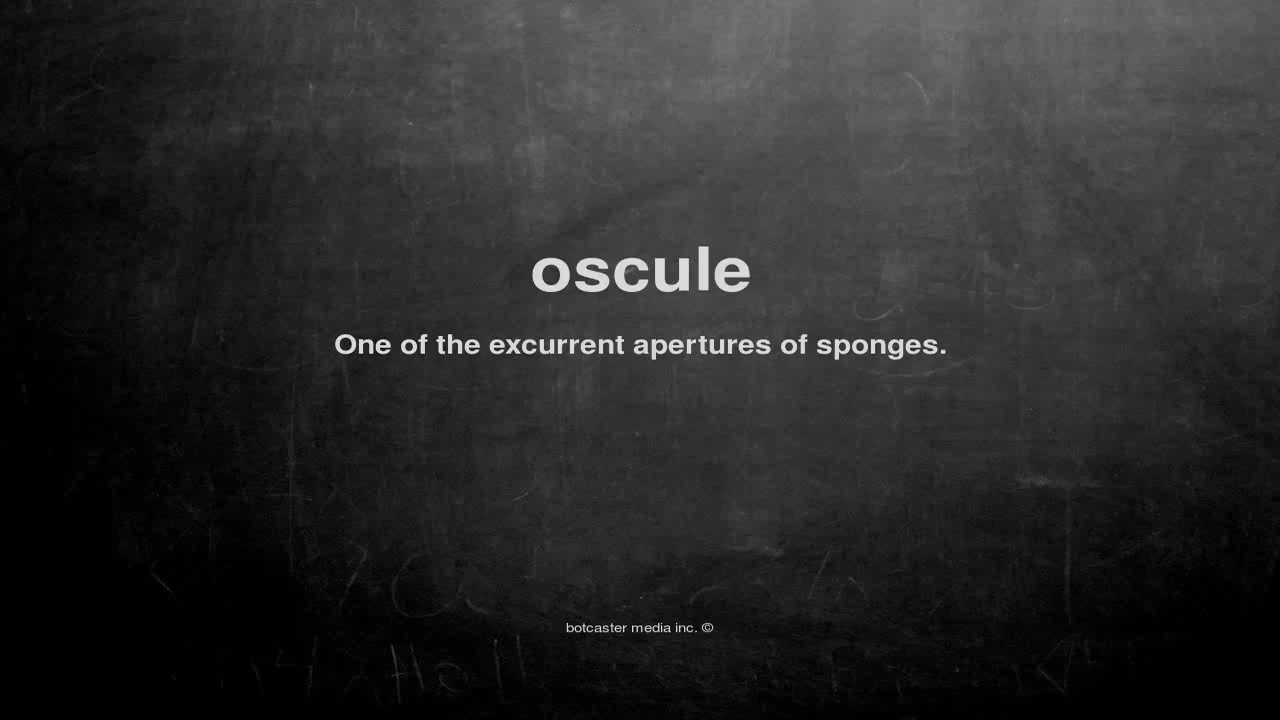 oscule
One of the excurrent apertures of sponges.
botcaster media inc. ©